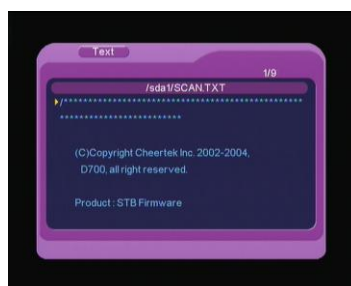 Text
1/9
/sda1/SCAN.TXT
/**************************************************
*************************
(C)Copyright Cheertek Inc. 2002-2004,
D700, all right reserved.
Product : STB Firmware